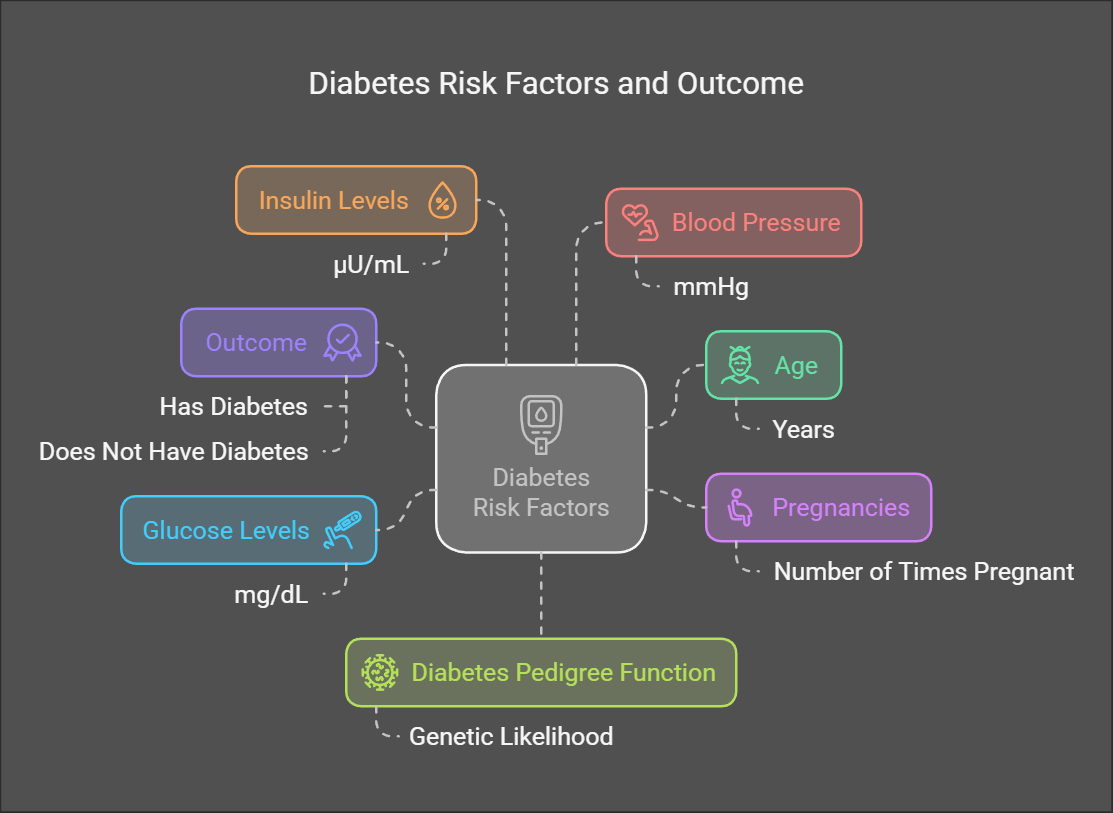 Diabetes Risk Factors and Outcome
Insulin Levels
µU/mL
Blood Pressure
mmHg
Outcome
Has Diabetes
Does Not Have Diabetes
Age
Years
Diabetes
Risk Factors
Glucose Levels
mg/dL
Pregnancies
Number of Times Pregnant
Diabetes Pedigree Function
Genetic Likelihood